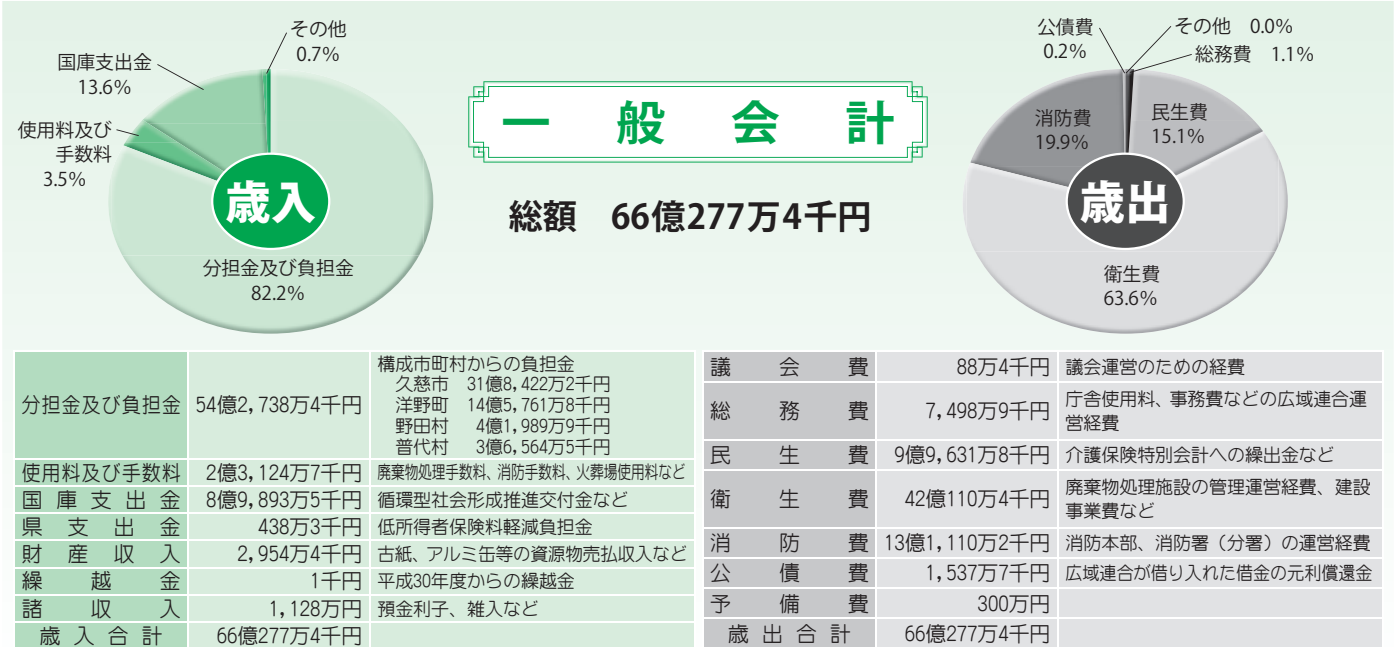 その他
0.7%
国庫支出金
13.6%
使用料及び
手数料
3.5%
歳入
分担金及び負担金
82.2%
一般会計
総額 66億277万4千円
公債費
0.2%
その他 0.0%
総務費 1.1%
消防費
19.9%
民生費
15.1%
歳出
衛生費
63.6%
分担金及び負担金 54億2,738万4千円 構成市町村からの負担金
久慈市 31億8,422万2千円
洋野町 14億5,761万8千円
野田村 4億1,989万9千円
普代村 3億6,564万5千円
使用料及び手数料 2億3,124万7千円 廃棄物処理手数料、消防手数料、火葬場使用料など
国庫支出金 8億9,893万5千円 循環型社会形成推進交付金など
県支出金 438万3千円 低所得者保険料軽減負担金
財産収入 2,954万4千円 古紙、アルミ缶等の資源物売払収入など
繰越金 1千円 平成30年度からの繰越金
諸収入 1,128万円 預金利子、雑入など
歳入合計 66億277万4千円
議会費 88万4千円 議会運営のための経費
総務費 7,498万9千円 庁舎使用料、事務費などの広域連合運
営経費
民生費 9億9,631万8千円 介護保険特別会計への繰出金など
衛生費 42億110万4千円 廃棄物処理施設の管理運営経費、建設
事業費など
消防費 13億1,110万2千円 消防本部、消防署（分署）の運営経費
公債費 1,537万7千円 広域連合が借り入れた借金の元利償還金
予備費 300万円
歳出合計 66億277万4千円